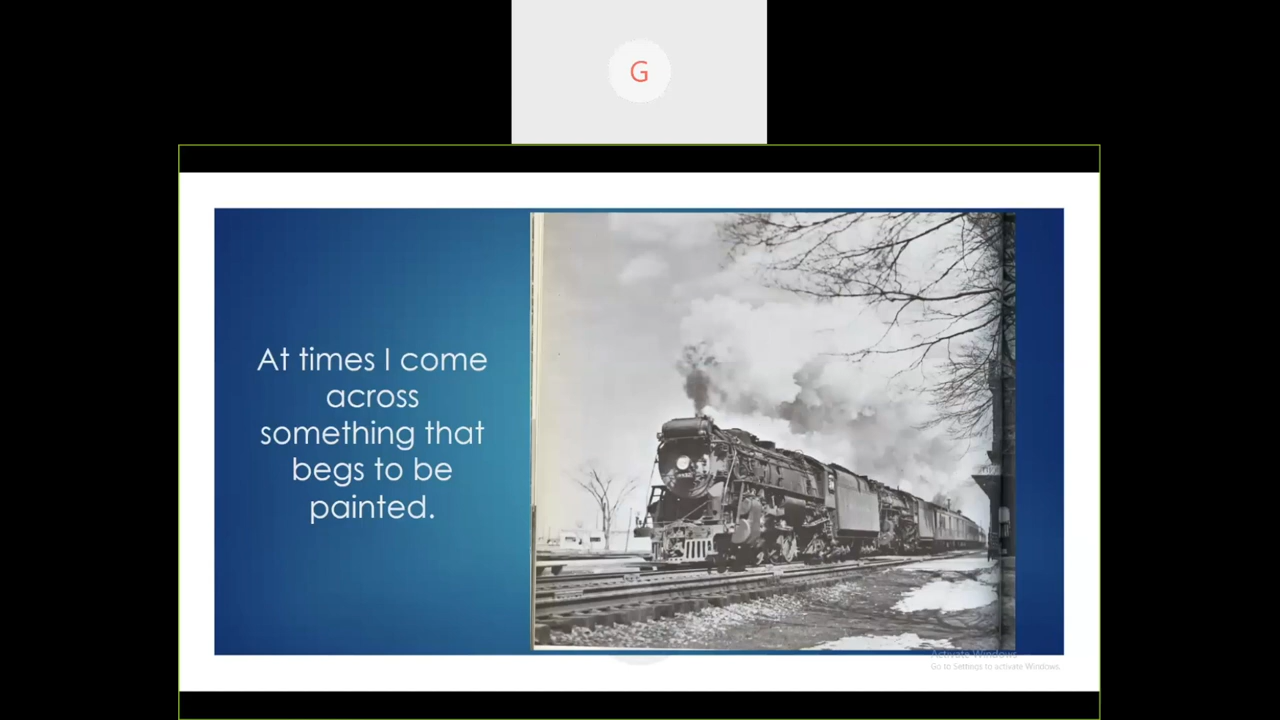 G
At times I come
across
something that
begs to be
painted.
Activate Windows
Go to Settings to activate Windows.